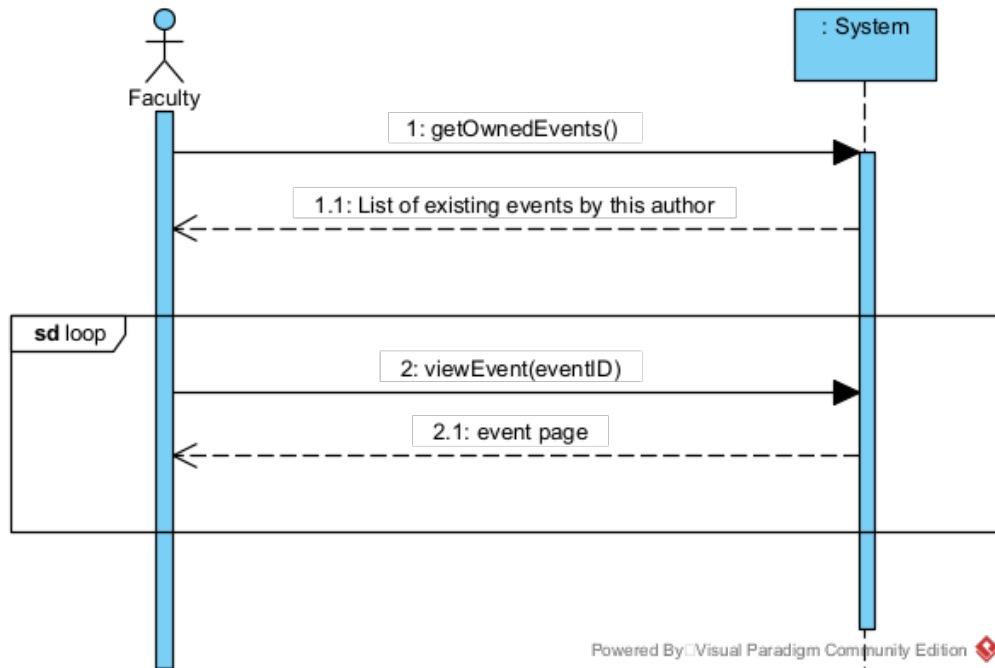 : System
Faculty
1: getOwnedEvents()
1.1: List of existing events by this author
sd loop
2: viewEvent(eventID)
2.1: event page
Powered By Visual Paradigm Community Edition